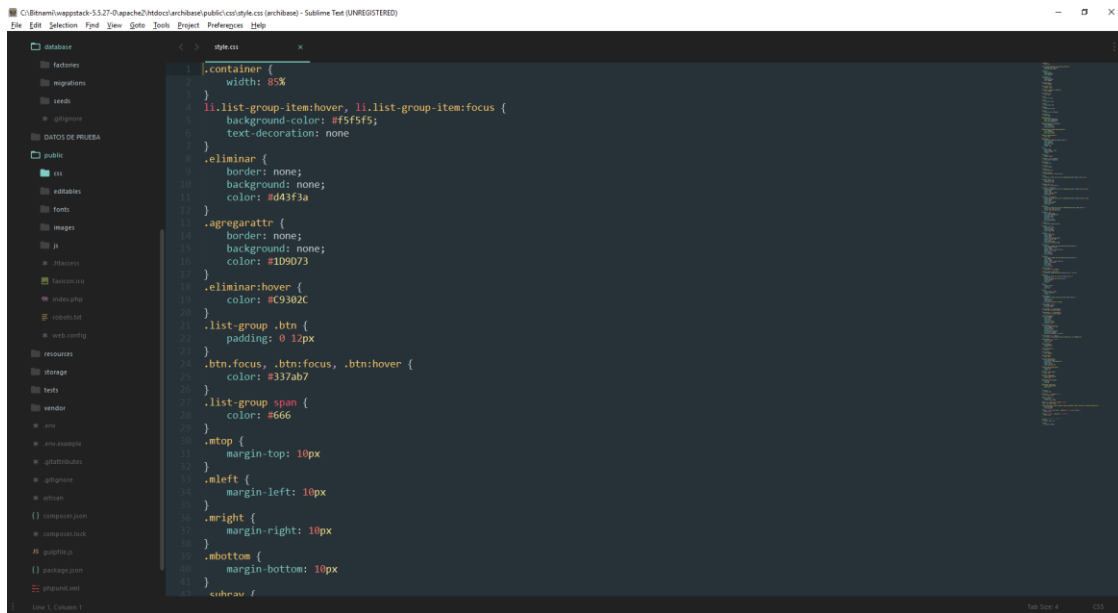 C:\Bitnami\wappstack-5.5.27-0\apache2\htdocs\archibase\public\css\style.css (archibase) - Sublime Text (UNREGISTERED)
File Edit Selection Find View Goto Tools Project Preferences Help
database
factories
migrations
seeds
.gitignore
DATOS DE PRUEBA
public
css
editables
fonts
images
js
.htaccess
favicon.ico
index.php
robots.txt
web.config
resources
storage
tests
vendor
.env
.env.example
.gitattributes
.gitignore
artisan
composer.json
composer.lock
gulpfile.js
package.json
phpunit.xml
style.css
1 .container {
2 width: 85%
3 }
4 li.list-group-item:hover, li.list-group-item:focus {
5 background-color: #f5f5f5;
6 text-decoration: none
7 }
8 .eliminar {
9 border: none;
10 background: none;
11 color: #d43f3a
12 }
13 .agregarattr {
14 border: none;
15 background: none;
16 color: #1D9D73
17 }
18 .eliminar:hover {
19 color: #C9302C
20 }
21 .list-group .btn {
22 padding: 0 12px
23 }
24 .btn.focus, .btn:focus, .btn:hover {
25 color: #337ab7
26 }
27 .list-group span {
28 color: #666
29 }
30 .mtop {
31 margin-top: 10px
32 }
33 .mleft {
34 margin-left: 10px
35 }
36 .mright {
37 margin-right: 10px
38 }
39 .mbottom {
40 margin-bottom: 10px
41 }
42 .subray {
Line 1, Column 1
Tab Size: 4 CSS